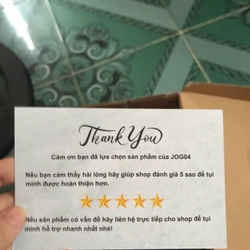 Thank You
Cảm ơn bạn đã lựa chọn sản phẩm của JOG04
Nếu bạn cảm thấy hài lòng hãy giúp shop đánh giá 5 sao để tụi
mình được hoàn thiện hơn.
Nếu sản phẩm có vấn đề hãy liên hệ trực tiếp cho shop để tụi
mình hỗ trợ nhanh nhất nhé!